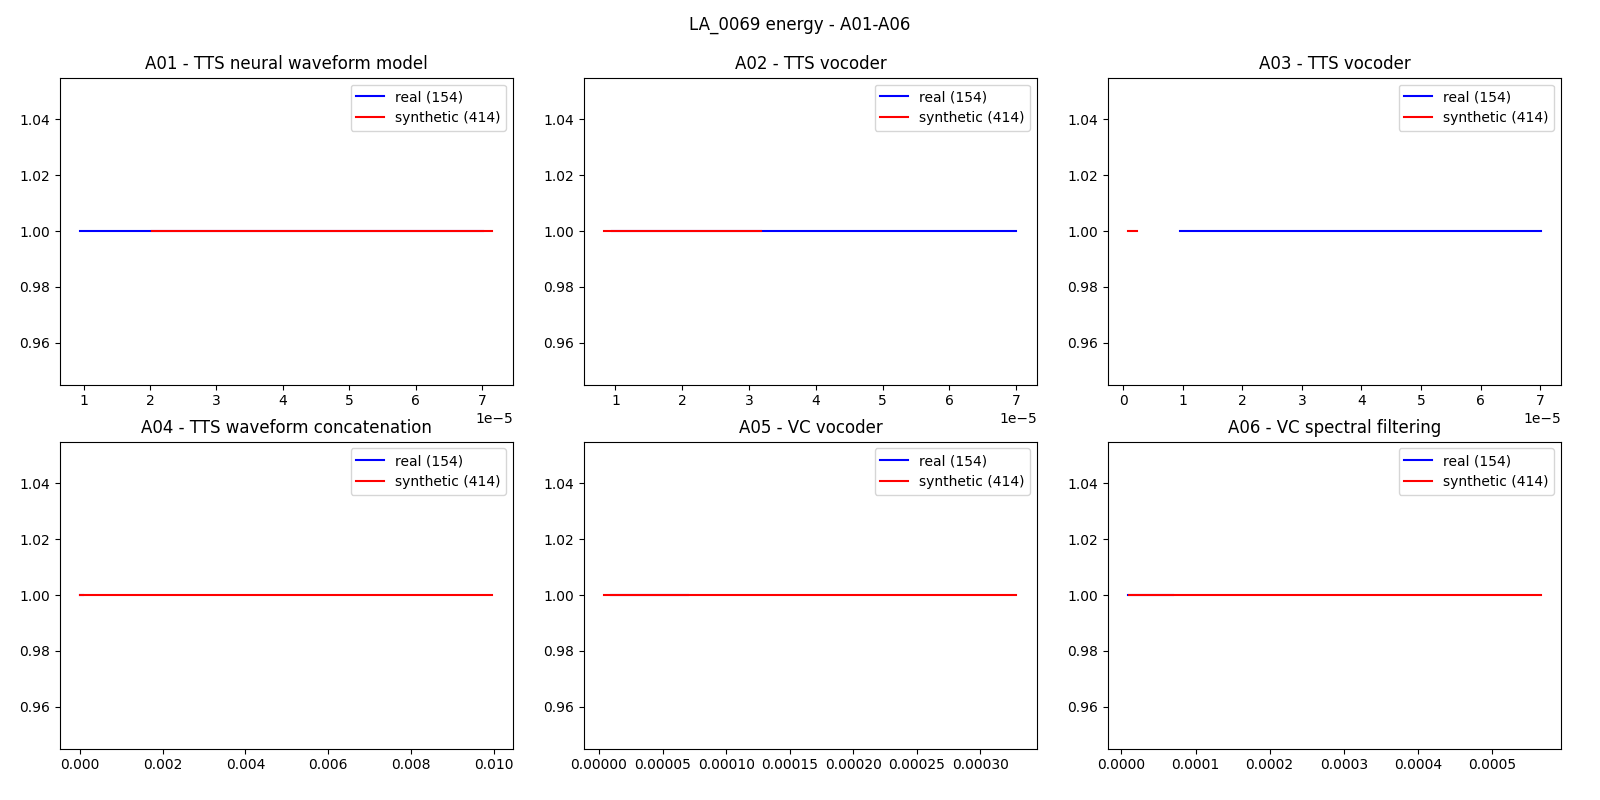 LA_0069 energy - A01-A06
A01 - TTS neural waveform model
real (154)
synthetic (414)
1.04
1.02
1.00
0.98
0.96
1 2 3 4 5 6 7
1e−5
A02 - TTS vocoder
real (154)
synthetic (414)
1.04
1.02
1.00
0.98
0.96
1 2 3 4 5 6 7
1e−5
A03 - TTS vocoder
real (154)
synthetic (414)
1.04
1.02
1.00
0.98
0.96
0 1 2 3 4 5 6 7
1e−5
A04 - TTS waveform concatenation
real (154)
synthetic (414)
1.04
1.02
1.00
0.98
0.96
0.000 0.002 0.004 0.006 0.008 0.010
A05 - VC vocoder
real (154)
synthetic (414)
1.04
1.02
1.00
0.98
0.96
0.00000 0.00005 0.00010 0.00015 0.00020 0.00025 0.00030
A06 - VC spectral filtering
real (154)
synthetic (414)
1.04
1.02
1.00
0.98
0.96
0.0000 0.0001 0.0002 0.0003 0.0004 0.0005